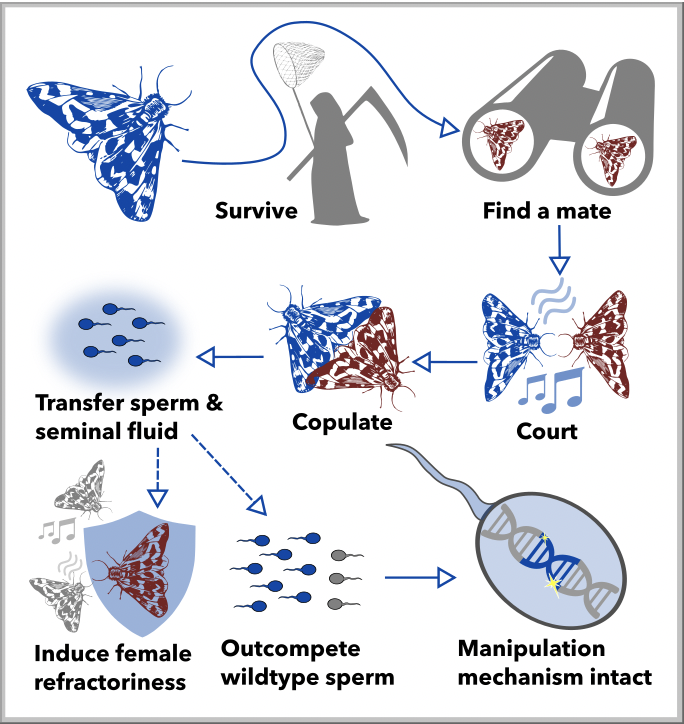 Survive
Find a mate
Court
Copulate
Transfer sperm &
seminal fluid
Induce female
refractoriness
Outcompete
wildtype sperm
Manipulation
mechanism intact